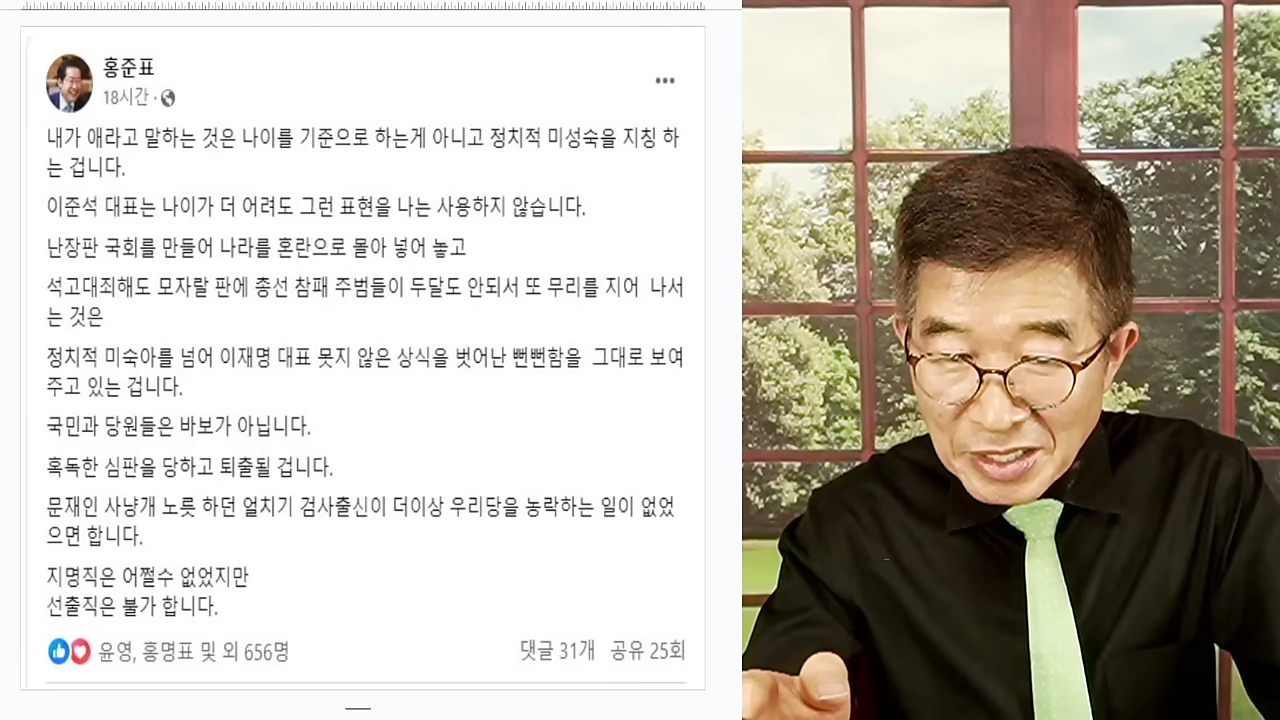 홍준표
18시간 ·
내가 애라고 말하는 것은 나이를 기준으로 하는게 아니고 정치적 미성숙을 지칭 하
는 겁니다.
이준석 대표는 나이가 더 어려도 그런 표현을 나는 사용하지 않습니다.
난장판 국회를 만들어 나라를 혼란으로 몰아 넣어 놓고
석고대죄해도 모자랄 판에 총선 참패 주범들이 두달도 안되서 또 무리를 지어 나서
는 것은
정치적 미숙아를 넘어 이재명 대표 못지 않은 상식을 벗어난 뻔뻔함을 그대로 보여
주고 있는 겁니다.
국민과 당원들은 바보가 아닙니다.
혹독한 심판을 당하고 퇴출될 겁니다.
문재인 사냥개 노릇 하던 얼치기 검사출신이 더이상 우리당을 농락하는 일이 없었
으면 합니다.
지명직은 어쩔수 없었지만
선출직은 불가 합니다.
윤영, 홍명표 및 외 656명 댓글 31개 공유 25회